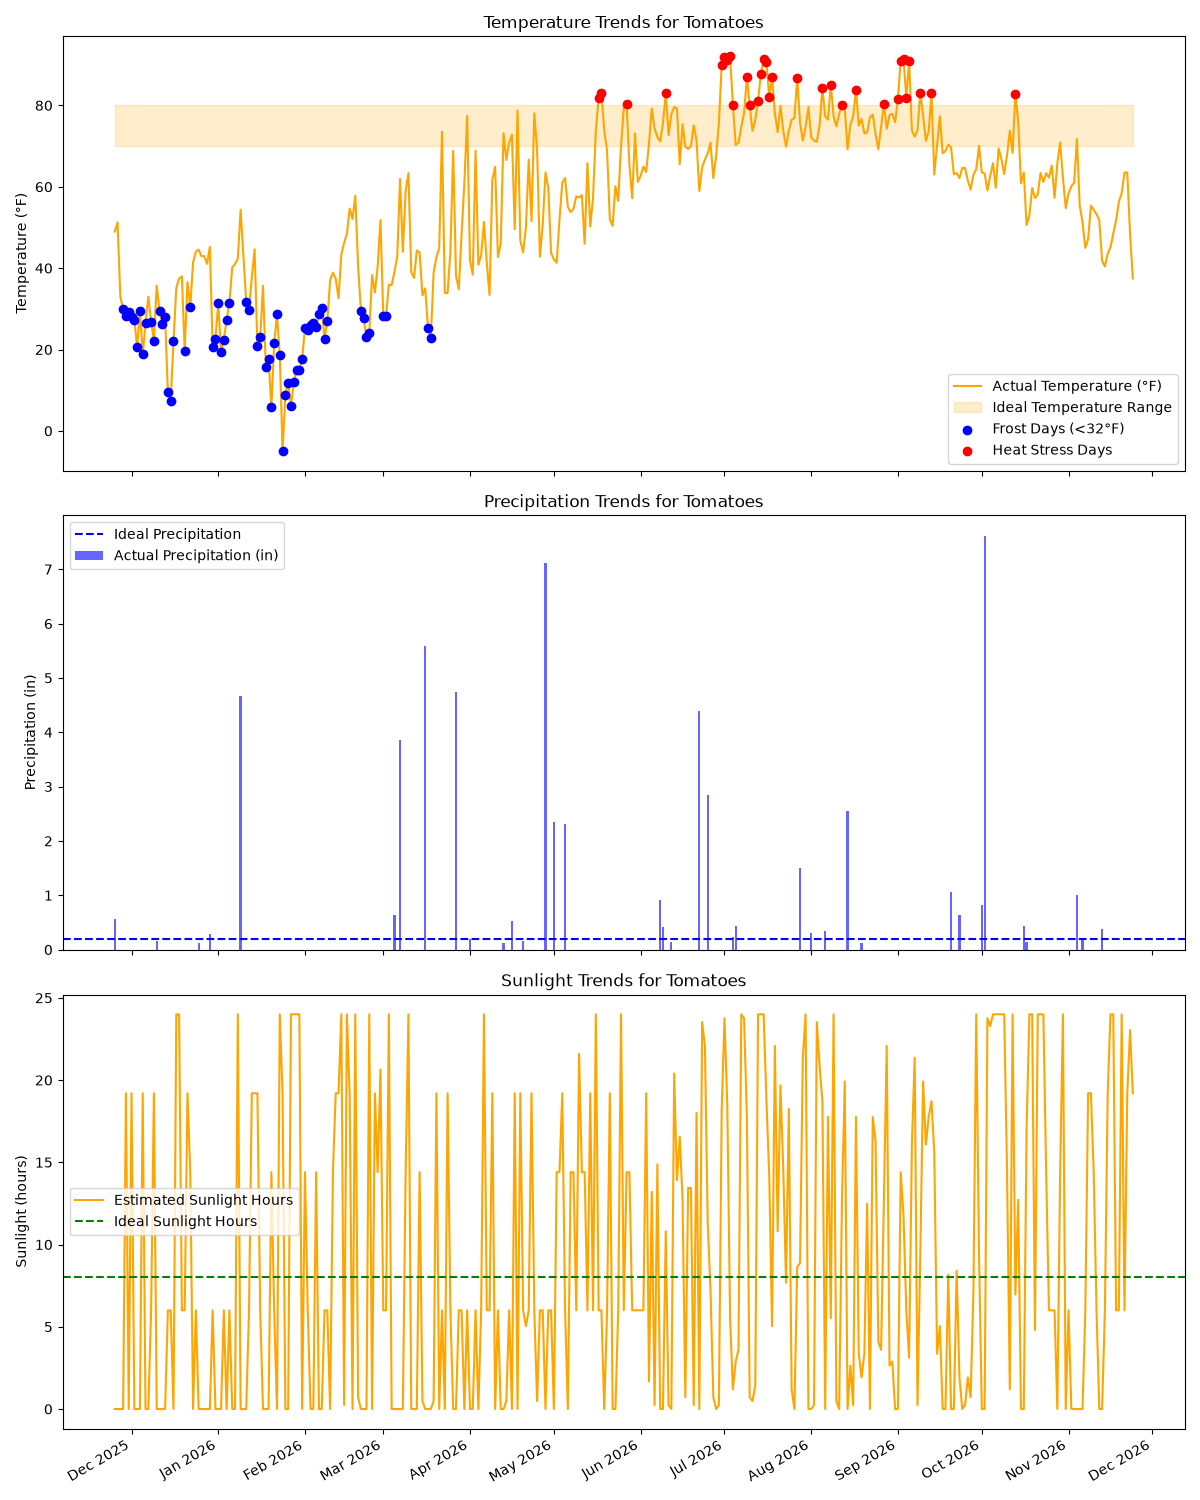 Temperature Trends for Tomatoes
Temperature (°F)
80
60
40
20
0
Actual Temperature (°F)
Ideal Temperature Range
Frost Days (<32°F)
Heat Stress Days
Precipitation Trends for Tomatoes
Precipitation (in)
7
6
5
4
3
2
1
0
Ideal Precipitation
Actual Precipitation (in)
Sunlight Trends for Tomatoes
Sunlight (hours)
25
20
15
10
5
0
Estimated Sunlight Hours
Ideal Sunlight Hours
Dec 2025
Jan 2026
Feb 2026
Mar 2026
Apr 2026
May 2026
Jun 2026
Jul 2026
Aug 2026
Sep 2026
Oct 2026
Nov 2026
Dec 2026